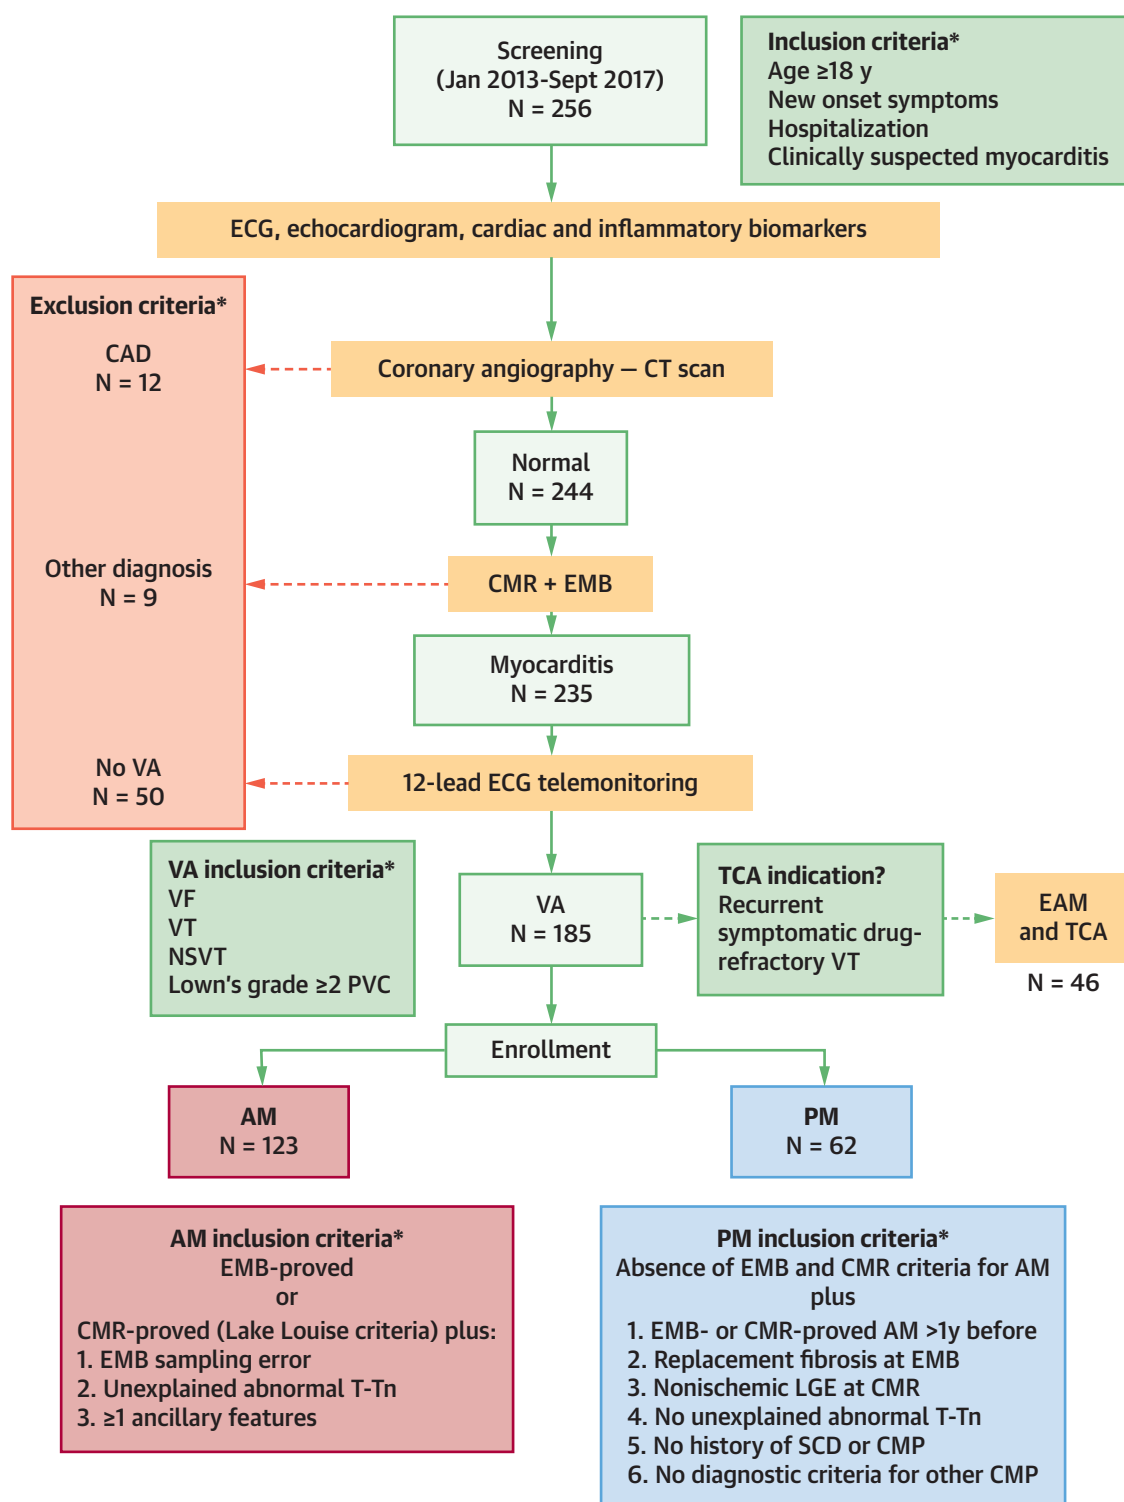 Screening
(Jan 2013-Sept 2017)
N = 256
Inclusion criteria*
Age ≥18 y
New onset symptoms
Hospitalization
Clinically suspected myocarditis
ECG, echocardiogram, cardiac and inflammatory biomarkers
Exclusion criteria*
CAD
N = 12
Coronary angiography – CT scan
Normal
N = 244
Other diagnosis
N = 9
CMR + EMB
Myocarditis
N = 235
No VA
N = 50
12-lead ECG telemonitoring
VA inclusion criteria*
VF
VT
NSVT
Lown's grade ≥2 PVC
VA
N = 185
TCA indication?
Recurrent
symptomatic drug-
refractory VT
EAM
and TCA
N = 46
Enrollment
AM
N = 123
PM
N = 62
AM inclusion criteria*
EMB-proved
or
CMR-proved (Lake Louise criteria) plus:
1. EMB sampling error
2. Unexplained abnormal T-Tn
3. ≥1 ancillary features
PM inclusion criteria*
Absence of EMB and CMR criteria for AM
plus
1. EMB- or CMR-proved AM >1y before
2. Replacement fibrosis at EMB
3. Nonischemic LGE at CMR
4. No unexplained abnormal T-Tn
5. No history of SCD or CMP
6. No diagnostic criteria for other CMP